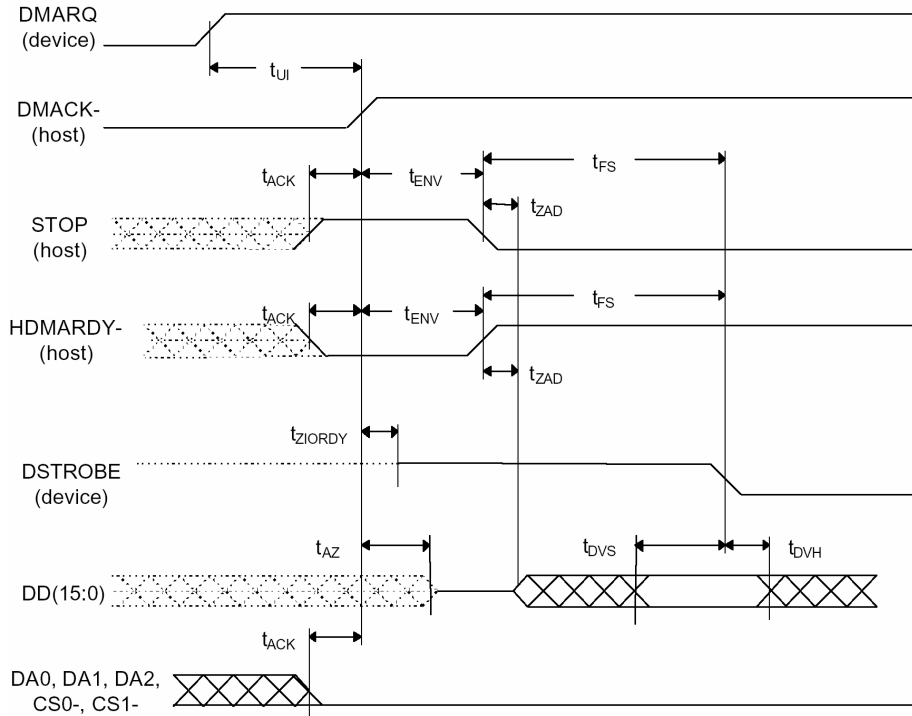 DMARQ
(device)
tUI
DMACK-
(host)
tACK
tENV
tFS
tZAD
STOP
(host)
tACK
tENV
tFS
HDMARDY-
(host)
tZAD
tZIORDY
DSTROBE
(device)
tAZ
tDVS
tDVH
DD(15:0)
tACK
DA0, DA1, DA2,
CS0-, CS1-